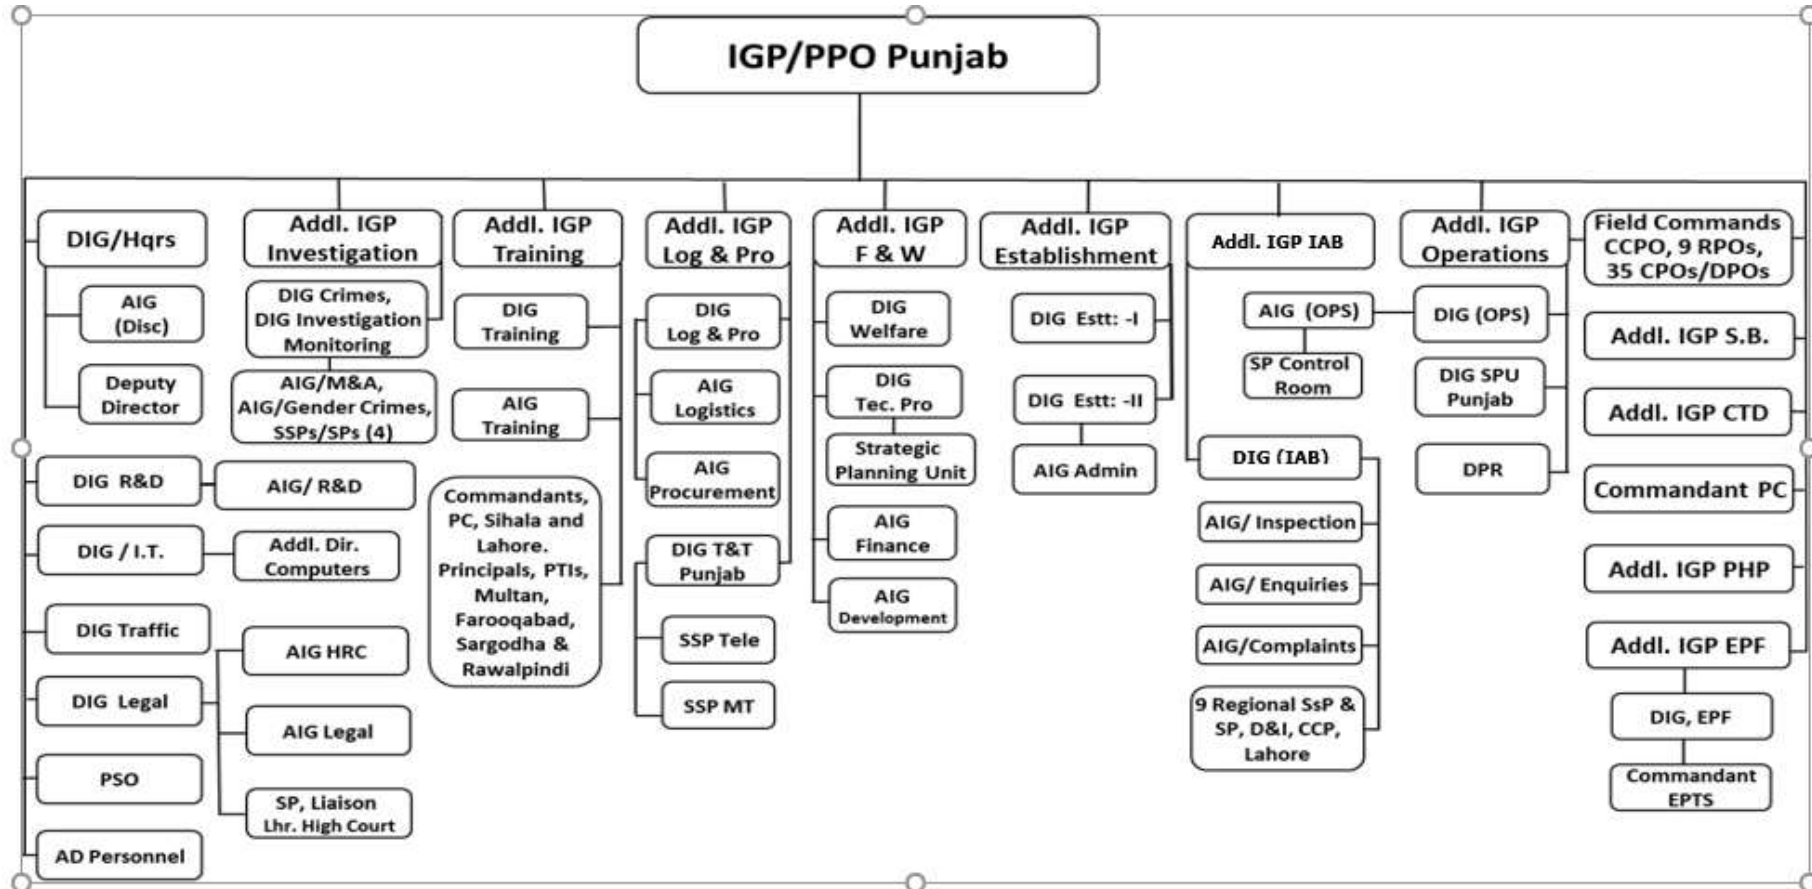 IGP/PPO Punjab
DIG/Hqrs
AIG
(Disc)
Deputy
Director
DIG R&D
AIG/ R&D
DIG / I.T.
Addl. Dir.
Computers
DIG Traffic
DIG Legal
AIG HRC
AIG Legal
SP, Liaison
Lhr. High Court
PSO
AD Personnel
Addl. IGP
Investigation
DIG Crimes,
DIG Investigation
Monitoring
AIG/M&A,
AIG/Gender Crimes,
SSPs/SPs (4)
Addl. IGP
Training
DIG
Training
AIG
Training
Commandants,
PC, Sihala and
Lahore.
Principals, PTIs,
Multan,
Farooqabad,
Sargodha &
Rawalpindi
Addl. IGP
Log & Pro
DIG
Log & Pro
AIG
Logistics
AIG
Procurement
DIG T&T
Punjab
SSP Tele
SSP MT
Addl. IGP
F & W
DIG
Welfare
DIG
Tec. Pro
Strategic
Planning Unit
AIG
Finance
AIG
Development
Addl. IGP
Establishment
DIG Estt: -I
DIG Estt: -II
AIG Admin
Addl. IGP IAB
DIG (IAB)
AIG/ Inspection
AIG/ Enquiries
AIG/Complaints
9 Regional SsP &
SP, D&I, CCP,
Lahore
Addl. IGP
Operations
DIG (OPS)
AIG (OPS)
SP Control
Room
DIG SPU
Punjab
DPR
Field Commands
CCPO, 9 RPOs,
35 CPOs/DPOs
Addl. IGP S.B.
Addl. IGP CTD
Commandant PC
Addl. IGP PHP
Addl. IGP EPF
DIG, EPF
Commandant
EPTS